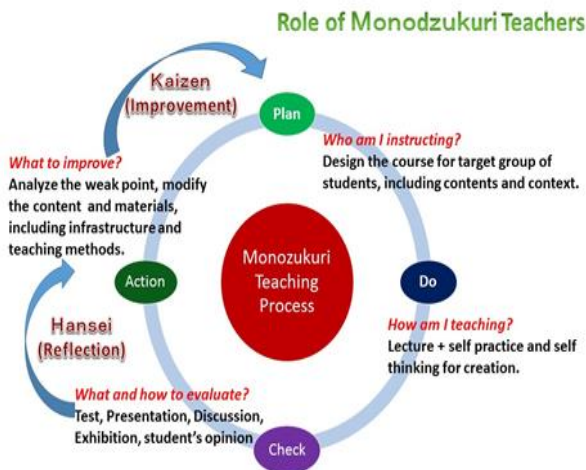 Role of Monodzukuri Teachers
Kaizen
(Improvement)
Plan
Who am I instructing?
Design the course for target group of
students, including contents and context.
What to improve?
Analyze the weak point, modify
the content and materials,
including infrastructure and
teaching methods.
Monozukuri
Teaching
Process
Action
Do
Hansei
(Reflection)
How am I teaching?
Lecture + self practice and self
thinking for creation.
What and how to evaluate?
Test, Presentation, Discussion,
Exhibition, student's opinion
Check